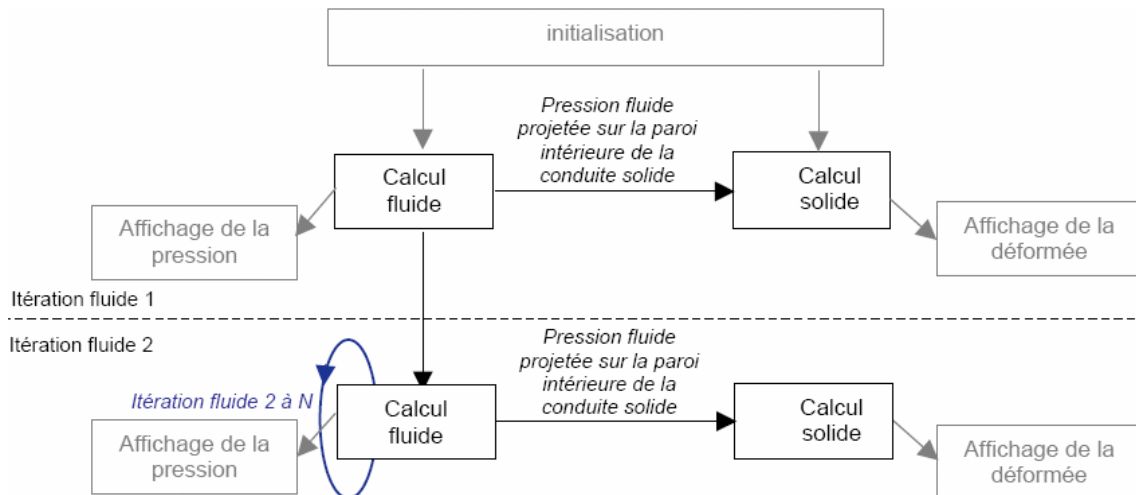 initialisation
Pression fluide
projetée sur la paroi
intérieure de la
conduite solide
Calcul
fluide
Calcul
solide
Affichage de la
pression
Affichage de la
déformée
Itération fluide 1
Itération fluide 2
Pression fluide
projetée sur la paroi
intérieure de la
conduite solide
Itération fluide 2 à N
Calcul
fluide
Calcul
solide
Affichage de la
pression
Affichage de la
déformée